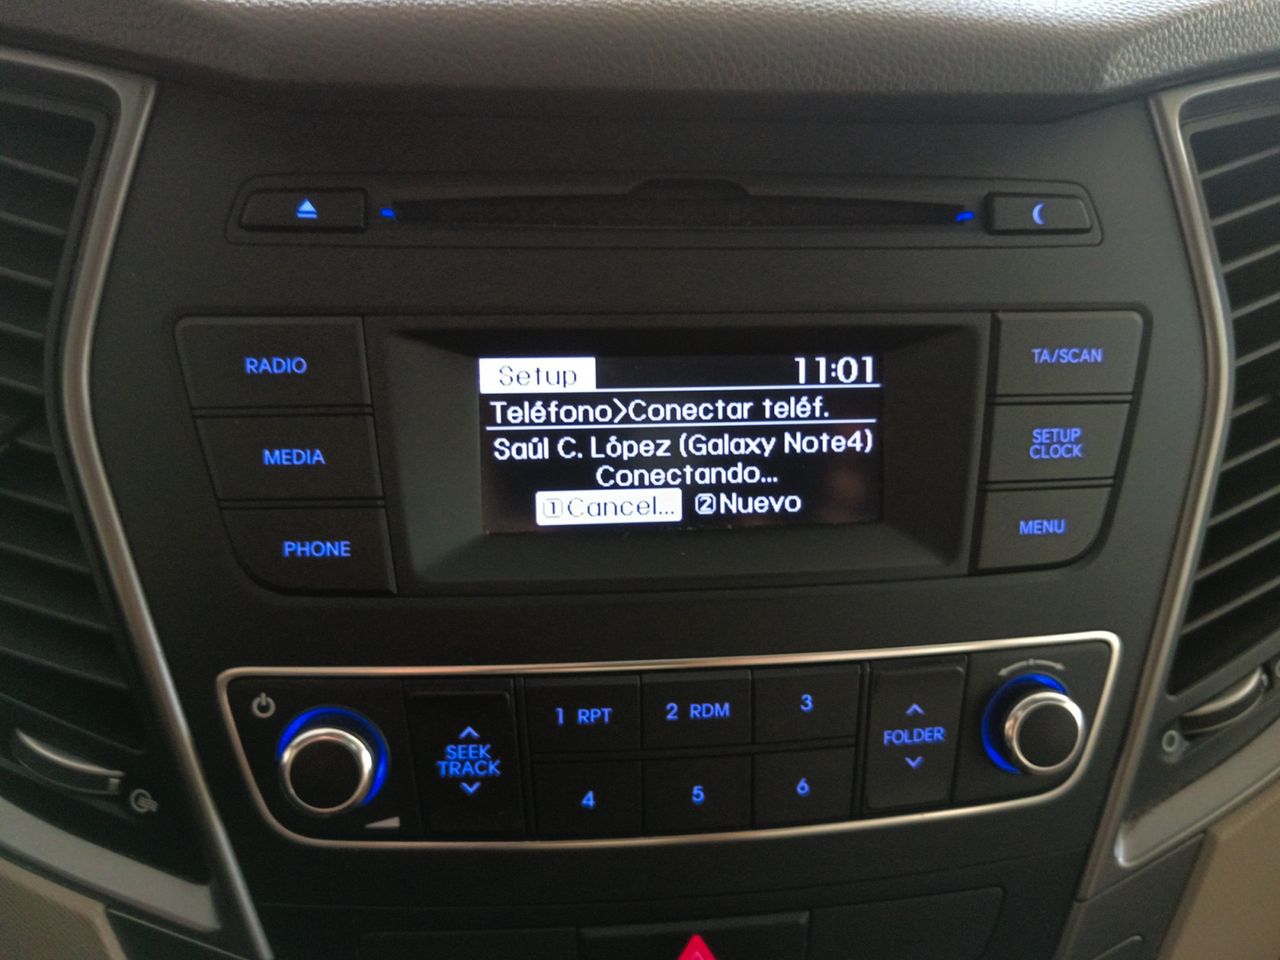 RADIO
MEDIA
PHONE
Setup 11:01
Teléfono>Conectar teléf.
Saúl C. López (Galaxy Note4)
Conectando...
1 Cancel... 2 Nuevo
TA/SCAN
SETUP
CLOCK
MENU
SEEK
TRACK
1 RPT
2 RDM
3
4
5
6
FOLDER